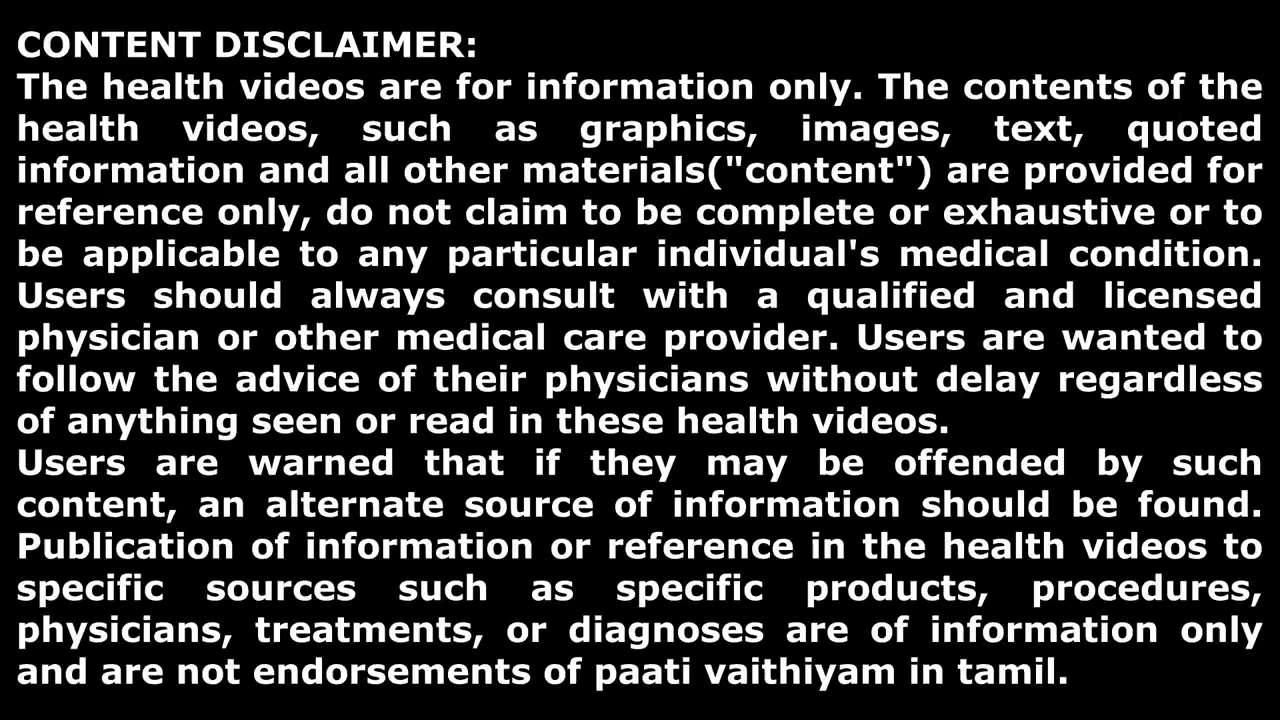 CONTENT DISCLAIMER:
The health videos are for information only. The contents of the
health videos, such as graphics, images, text, quoted
information and all other materials("content") are provided for
reference only, do not claim to be complete or exhaustive or to
be applicable to any particular individual's medical condition.
Users should always consult with a qualified and licensed
physician or other medical care provider. Users are wanted to
follow the advice of their physicians without delay regardless
of anything seen or read in these health videos.
Users are warned that if they may be offended by such
content, an alternate source of information should be found.
Publication of information or reference in the health videos to
specific sources such as specific products, procedures,
physicians, treatments, or diagnoses are of information only
and are not endorsements of paati vaithiyam in tamil.